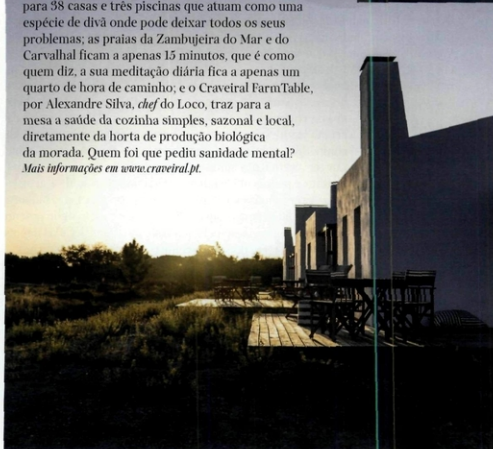 para 38 casas e três piscinas que atuam como uma
espécie de divã onde pode deixar todos os seus
problemas; as praias da Zambujeira do Mar e do
Carvalhal ficam a apenas 15 minutos, que é como
quem diz, a sua meditação diária fica a apenas um
quarto de hora de caminho; e o Craveiral FarmTable,
por Alexandre Silva, chef do Loco, traz para a
mesa a saúde da cozinha simples, sazonal e local,
diretamente da horta de produção biológica
da morada. Quem foi que pediu sanidade mental?
Mais informações em www.craveiral.pt.